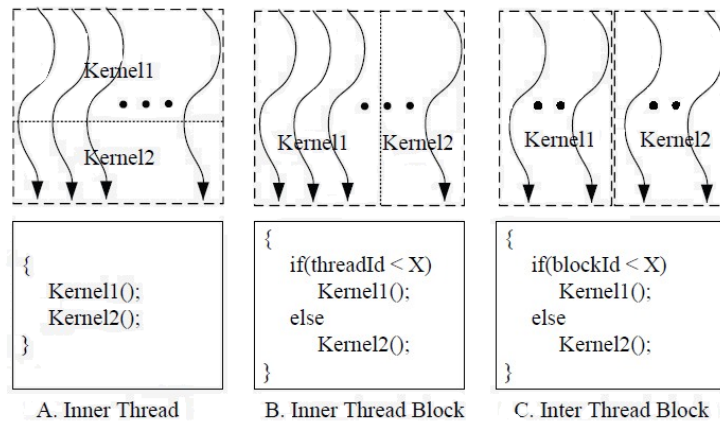 Kernel1
Kernel2
Kernel1
Kernel2
Kernel1
Kernel2
{
Kernel1();
Kernel2();
}
{
if(threadId < X)
Kernel1();
else
Kernel2();
}
{
if(blockId < X)
Kernel1();
else
Kernel2();
}
A. Inner Thread
B. Inner Thread Block
C. Inter Thread Block